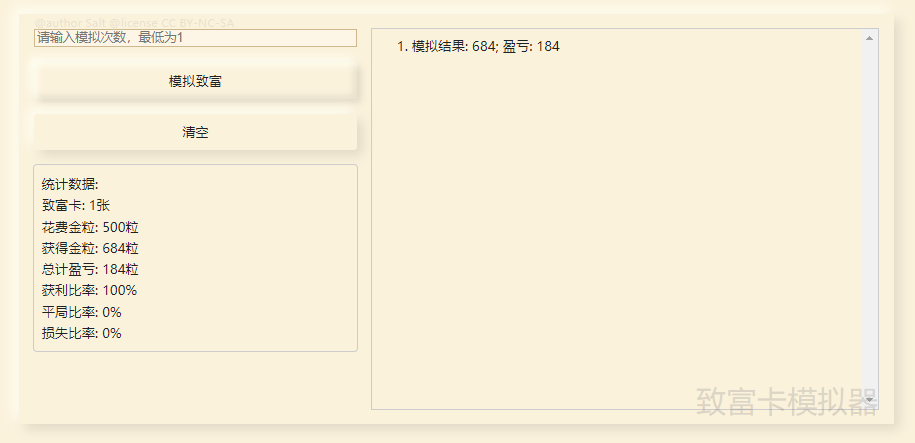 @author Salt @license CC BY-NC-SA
请输入模拟次数，最低为1
模拟致富
清空
统计数据:
致富卡: 1张
花费金粒: 500粒
获得金粒: 684粒
总计盈亏: 184粒
获利比率: 100%
平局比率: 0%
损失比率: 0%
1. 模拟结果: 684; 盈亏: 184
致富卡模拟器